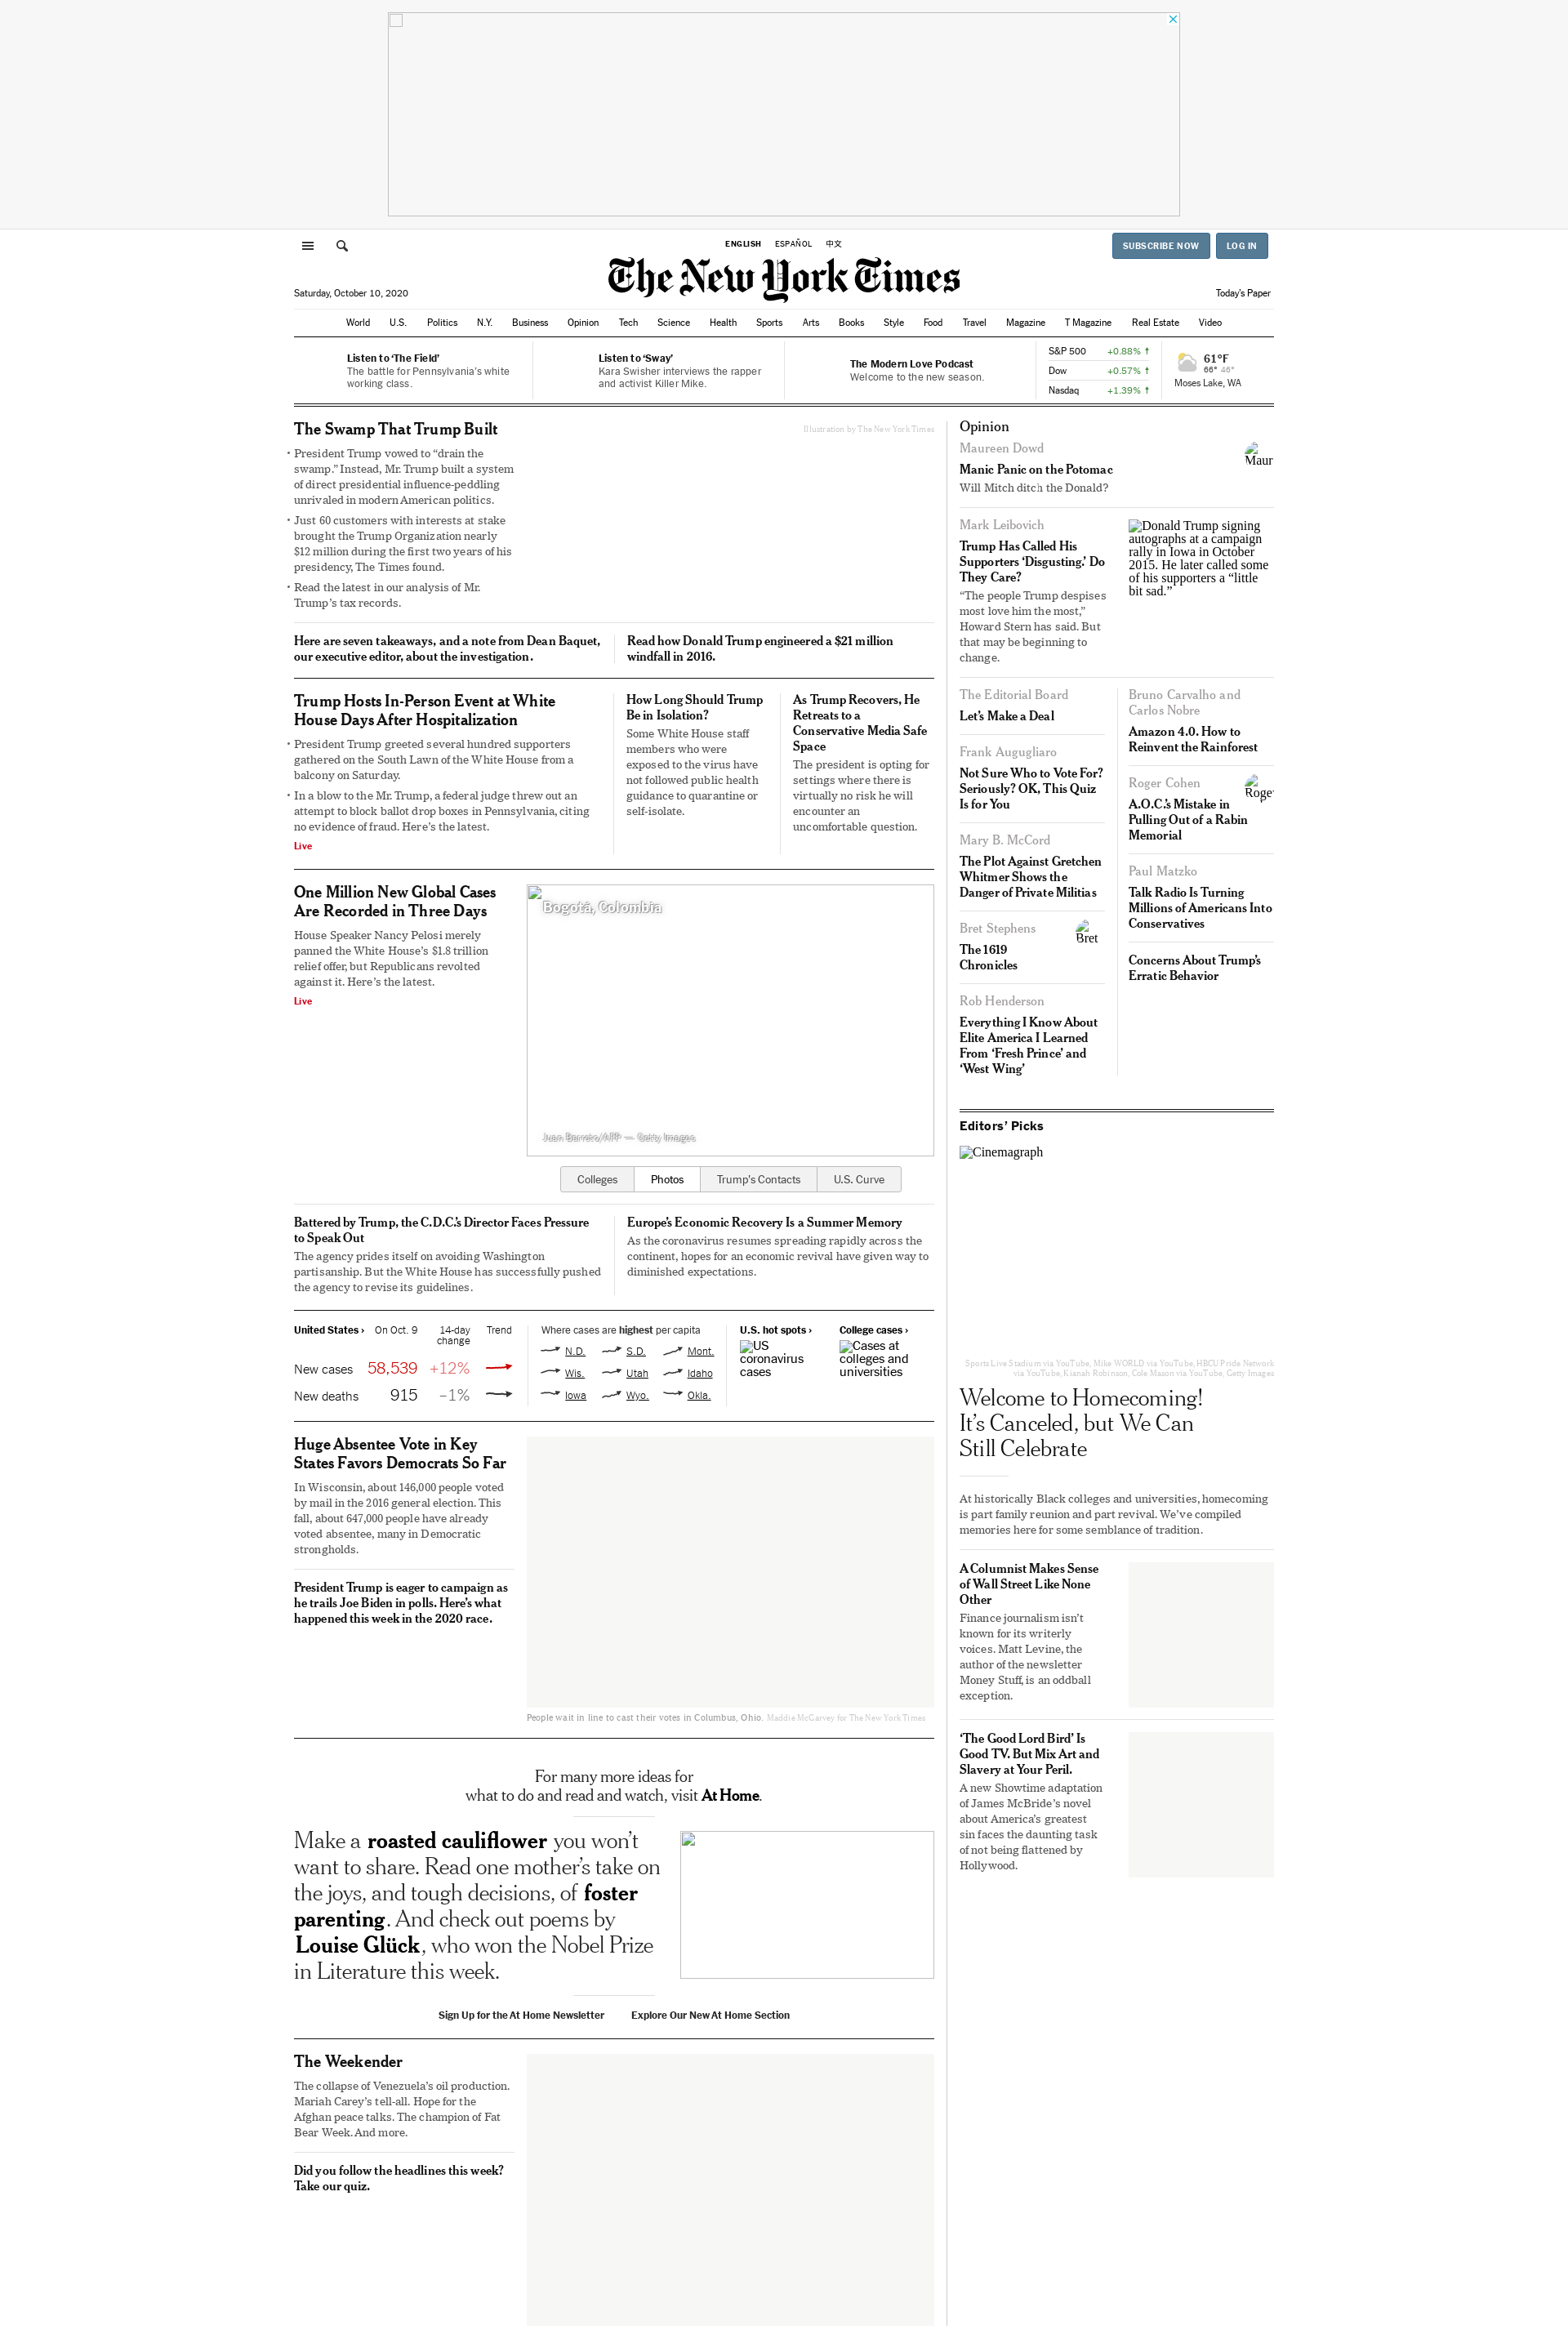 ENGLISH ESPAÑOL 中文
SUBSCRIBE NOW LOG IN
The New York Times
Saturday, October 10, 2020
Today's Paper
World U.S. Politics N.Y. Business Opinion Tech Science Health Sports Arts Books Style Food Travel Magazine T Magazine Real Estate Video
Listen to ‘The Field’
The battle for Pennsylvania’s white
working class.
Listen to ‘Sway’
Kara Swisher interviews the rapper
and activist Killer Mike.
The Modern Love Podcast
Welcome to the new season.
S&P 500 +0.88% ↑
Dow +0.57% ↑
Nasdaq +1.39% ↑
61°F
66° 46°
Moses Lake, WA
The Swamp That Trump Built
• President Trump vowed to “drain the
swamp.” Instead, Mr. Trump built a system
of direct presidential influence-peddling
unrivaled in modern American politics.
• Just 60 customers with interests at stake
brought the Trump Organization nearly
$12 million during the first two years of his
presidency, The Times found.
• Read the latest in our analysis of Mr.
Trump’s tax records.
Illustration by The New York Times
Here are seven takeaways, and a note from Dean Baquet,
our executive editor, about the investigation.
Read how Donald Trump engineered a $21 million
windfall in 2016.
Trump Hosts In-Person Event at White
House Days After Hospitalization
• President Trump greeted several hundred supporters
gathered on the South Lawn of the White House from a
balcony on Saturday.
• In a blow to the Mr. Trump, a federal judge threw out an
attempt to block ballot drop boxes in Pennsylvania, citing
no evidence of fraud. Here’s the latest.
Live
How Long Should Trump
Be in Isolation?
Some White House staff
members who were
exposed to the virus have
not followed public health
guidance to quarantine or
self-isolate.
As Trump Recovers, He
Retreats to a
Conservative Media Safe
Space
The president is opting for
settings where there is
virtually no risk he will
encounter an
uncomfortable question.
One Million New Global Cases
Are Recorded in Three Days
House Speaker Nancy Pelosi merely
panned the White House’s $1.8 trillion
relief offer, but Republicans revolted
against it. Here’s the latest.
Live
Bogotá, Colombia
Juan Barreto/AFP — Getty Images
Colleges Photos Trump’s Contacts U.S. Curve
Battered by Trump, the C.D.C.’s Director Faces Pressure
to Speak Out
The agency prides itself on avoiding Washington
partisanship. But the White House has successfully pushed
the agency to revise its guidelines.
Europe’s Economic Recovery Is a Summer Memory
As the coronavirus resumes spreading rapidly across the
continent, hopes for an economic revival have given way to
diminished expectations.
United States › On Oct. 9 14-day
change Trend
New cases 58,539 +12%
New deaths 915 –1%
Where cases are highest per capita
N.D. S.D. Mont.
Wis. Utah Idaho
Iowa Wyo. Okla.
U.S. hot spots ›
US
coronavirus
cases
College cases ›
Cases at
colleges and
universities
Huge Absentee Vote in Key
States Favors Democrats So Far
In Wisconsin, about 146,000 people voted
by mail in the 2016 general election. This
fall, about 647,000 people have already
voted absentee, many in Democratic
strongholds.
President Trump is eager to campaign as
he trails Joe Biden in polls. Here’s what
happened this week in the 2020 race.
People wait in line to cast their votes in Columbus, Ohio. Maddie McGarvey for The New York Times
For many more ideas for
what to do and read and watch, visit At Home.
Make a roasted cauliflower you won’t
want to share. Read one mother’s take on
the joys, and tough decisions, of foster
parenting. And check out poems by
Louise Glück, who won the Nobel Prize
in Literature this week.
Sign Up for the At Home Newsletter Explore Our New At Home Section
The Weekender
The collapse of Venezuela’s oil production.
Mariah Carey’s tell-all. Hope for the
Afghan peace talks. The champion of Fat
Bear Week. And more.
Did you follow the headlines this week?
Take our quiz.
Opinion
Maureen Dowd
Manic Panic on the Potomac
Will Mitch ditch the Donald?
Maur
Mark Leibovich
Trump Has Called His
Supporters ‘Disgusting.’ Do
They Care?
“The people Trump despises
most love him the most,”
Howard Stern has said. But
that may be beginning to
change.
Donald Trump signing
autographs at a campaign
rally in Iowa in October
2015. He later called some
of his supporters a “little
bit sad.”
The Editorial Board
Let’s Make a Deal
Frank Augugliaro
Not Sure Who to Vote For?
Seriously? OK, This Quiz
Is for You
Mary B. McCord
The Plot Against Gretchen
Whitmer Shows the
Danger of Private Militias
Bret Stephens
The 1619
Chronicles
Bret
Rob Henderson
Everything I Know About
Elite America I Learned
From ‘Fresh Prince’ and
‘West Wing’
Bruno Carvalho and
Carlos Nobre
Amazon 4.0. How to
Reinvent the Rainforest
Roger Cohen
A.O.C.’s Mistake in
Pulling Out of a Rabin
Memorial
Roger
Paul Matzko
Talk Radio Is Turning
Millions of Americans Into
Conservatives
Concerns About Trump’s
Erratic Behavior
Editors’ Picks
Cinemagraph
Sports Live Stadium via YouTube, Mike WORLD via YouTube, HBCU Pride Network
via YouTube, Kianah Robinson, Cole Mason via YouTube, Getty Images
Welcome to Homecoming!
It’s Canceled, but We Can
Still Celebrate
At historically Black colleges and universities, homecoming
is part family reunion and part revival. We’ve compiled
memories here for some semblance of tradition.
A Columnist Makes Sense
of Wall Street Like None
Other
Finance journalism isn’t
known for its writerly
voices. Matt Levine, the
author of the newsletter
Money Stuff, is an oddball
exception.
‘The Good Lord Bird’ Is
Good TV. But Mix Art and
Slavery at Your Peril.
A new Showtime adaptation
of James McBride’s novel
about America’s greatest
sin faces the daunting task
of not being flattened by
Hollywood.